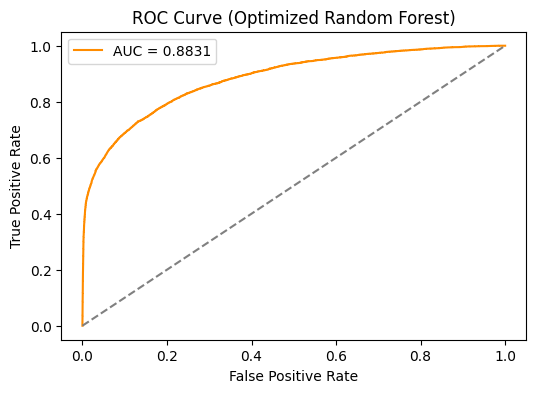 ROC Curve (Optimized Random Forest)
AUC = 0.8831
True Positive Rate
1.0
0.8
0.6
0.4
0.2
0.0
0.0 0.2 0.4 0.6 0.8 1.0
False Positive Rate